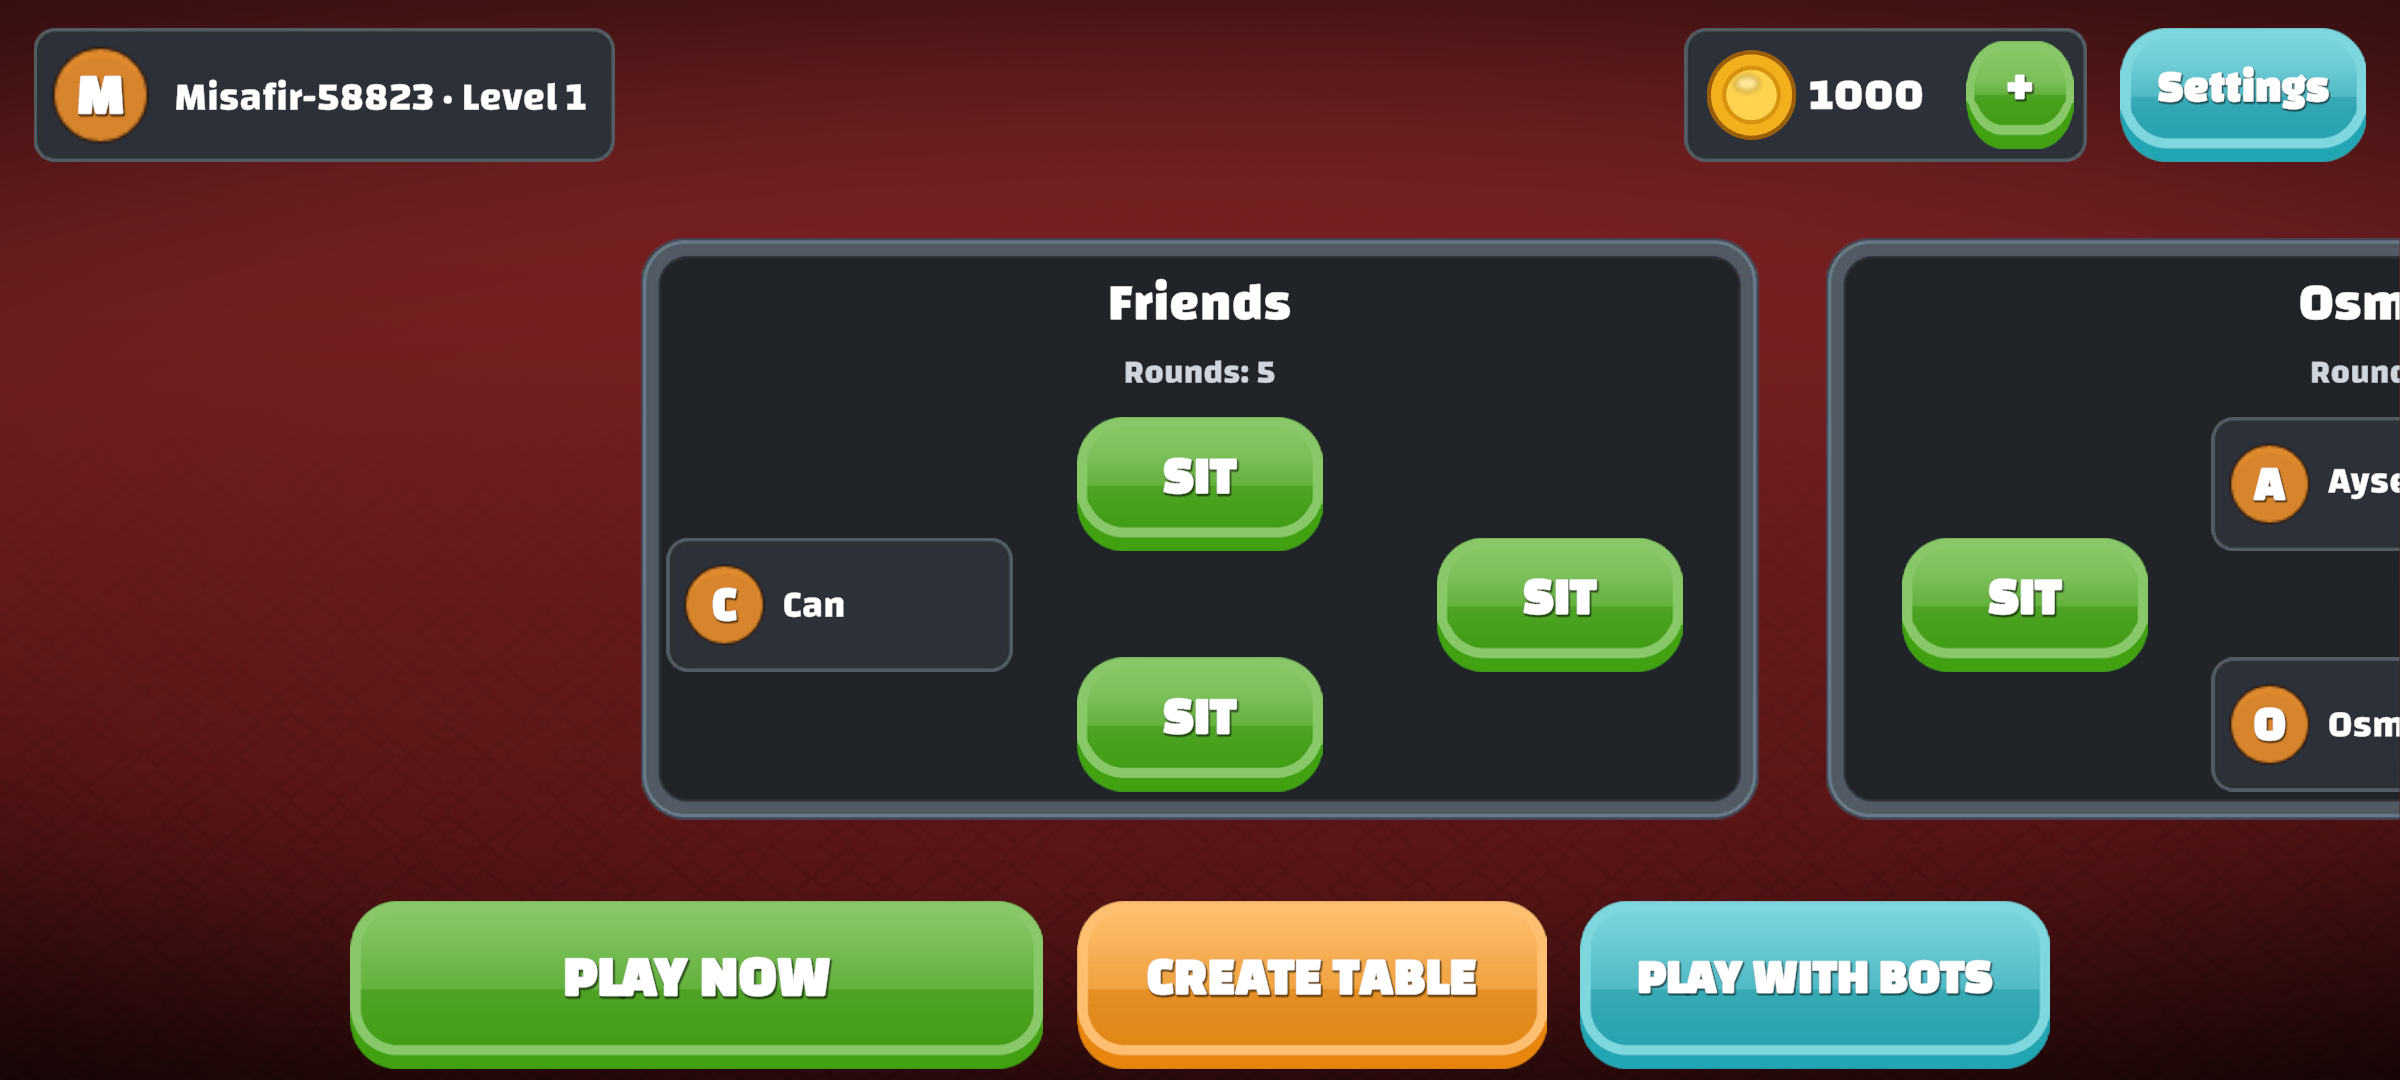 M Misafir-58823 · Level 1
1000 +
Settings
Friends
Rounds: 5
SIT
C Can
SIT
SIT
SIT
A
O
PLAY NOW
CREATE TABLE
PLAY WITH BOTS